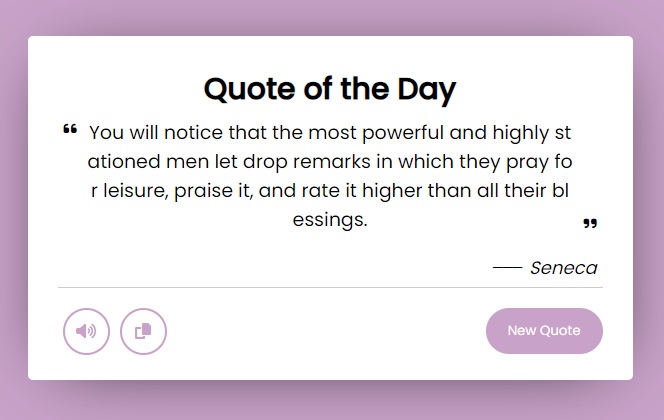 Quote of the Day
❝ You will notice that the most powerful and highly st
ationed men let drop remarks in which they pray fo
r leisure, praise it, and rate it higher than all their bl
essings. ❞
—— Seneca
New Quote